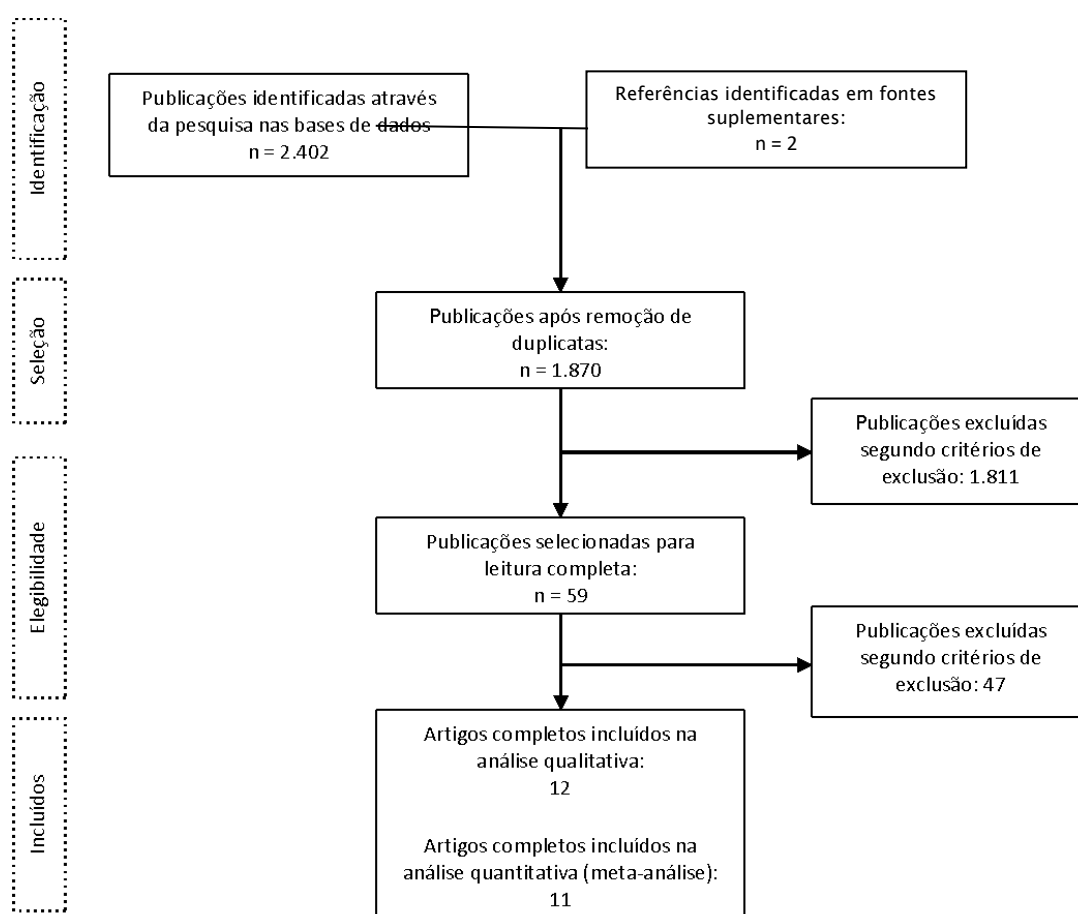 Identificação
Publicações identificadas através
da pesquisa nas bases de dados
n = 2.402
Referências identificadas em fontes
suplementares:
n = 2
Seleção
Publicações após remoção de
duplicatas:
n = 1.870
Publicações excluídas
segundo critérios de
exclusão: 1.811
Elegibilidade
Publicações selecionadas para
leitura completa:
n = 59
Publicações excluídas
segundo critérios de
exclusão: 47
Incluídos
Artigos completos incluídos na
análise qualitativa:
12
Artigos completos incluídos na
análise quantitativa (meta-análise):
11